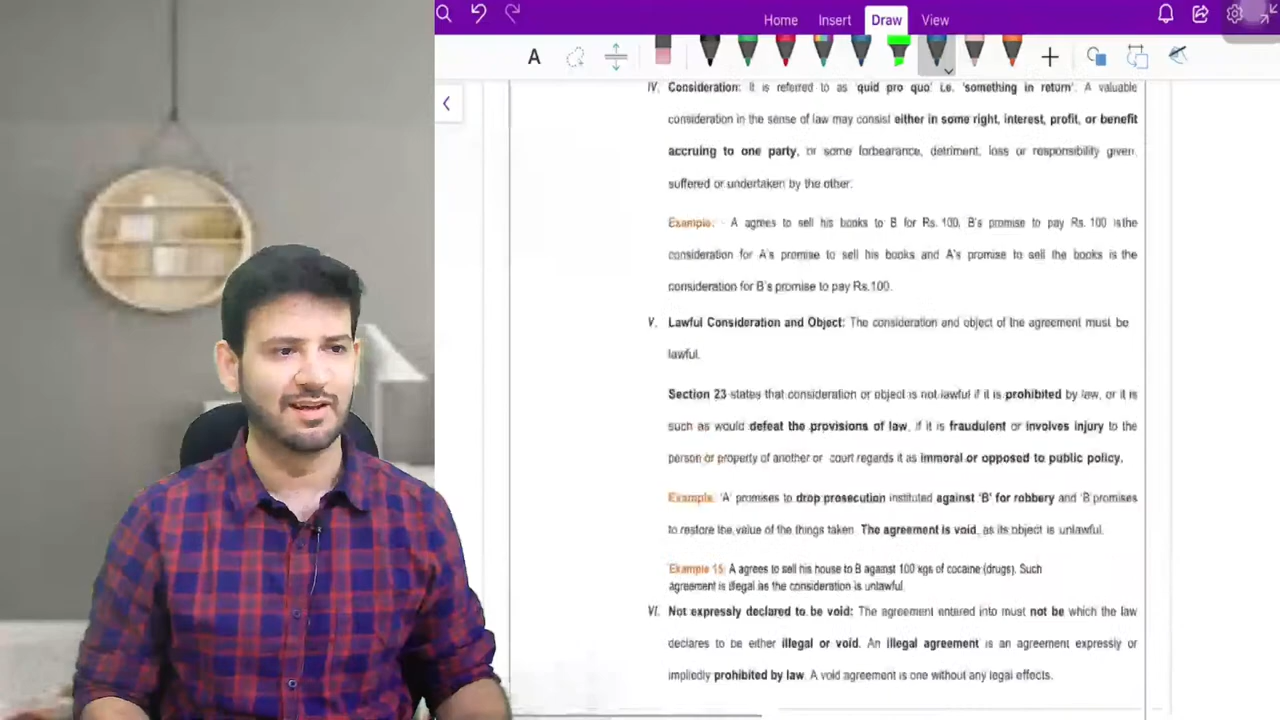 Home Insert Draw View
A
IV. Consideration: It is referred to as 'quid pro quo' i.e. 'something in return'. A valuable
consideration in the sense of law may consist either in some right, interest, profit, or benefit
accruing to one party, or some forbearance, detriment, loss or responsibility given,
suffered or undertaken by the other.
Example: - A agrees to sell his books to B for Rs. 100, B's promise to pay Rs. 100 is the
consideration for A's promise to sell his books and A's promise to sell the books is the
consideration for B's promise to pay Rs.100.
V. Lawful Consideration and Object: The consideration and object of the agreement must be
lawful.
Section 23 states that consideration or object is not lawful if it is prohibited by law, or it is
such as would defeat the provisions of law, if it is fraudulent or involves injury to the
person or property of another or court regards it as immoral or opposed to public policy.
Example: 'A' promises to drop prosecution instituted against 'B' for robbery and 'B' promises
to restore the value of the things taken. The agreement is void, as its object is unlawful.
Example 15: A agrees to sell his house to B against 100 kgs of cocaine (drugs). Such
agreement is illegal as the consideration is unlawful.
VI. Not expressly declared to be void: The agreement entered into must not be which the law
declares to be either illegal or void. An illegal agreement is an agreement expressly or
impliedly prohibited by law. A void agreement is one without any legal effects.